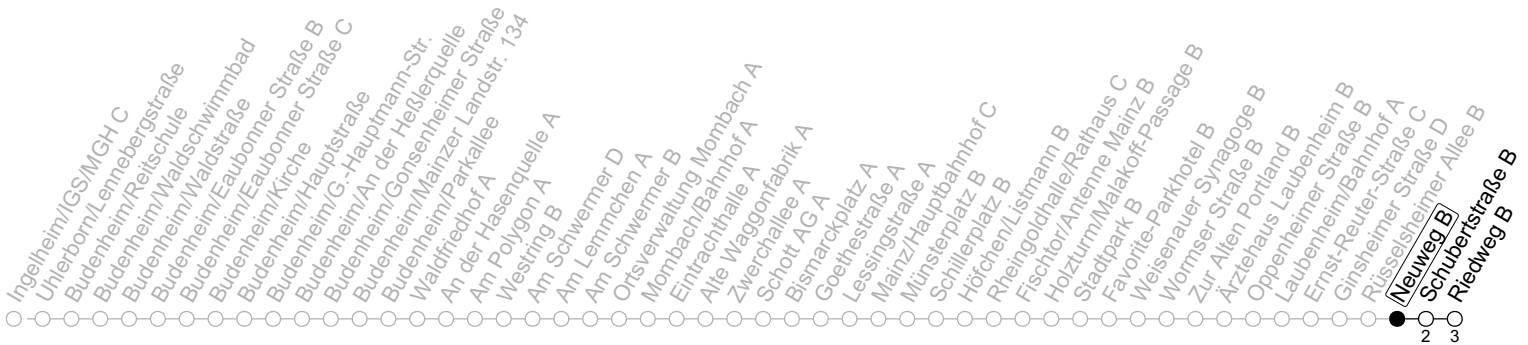 Ingelheim/IGS/MGH C
Uhlerborn/Lennebergstraße
Budenheim/Reitschule
Budenheim/Waldschwimmbad
Budenheim/Waldstraße
Budenheim/Eaubonner Straße B
Budenheim/Eaubonner Straße C
Budenheim/Kirche
Budenheim/Hauptstraße
Budenheim/G.-Hauptmann-Str.
Budenheim/An der Heßlerquelle
Budenheim/Gonsenheimer Straße
Budenheim/Mainzer Landstr. 134
Budenheim/Parkallee
Waldfriedhof A
An der Hasenquelle A
Am Polygon A
Westring B
Am Schwermer D
Am Lemmchen A
Am Schwermer B
Ortsverwaltung Mombach A
Mombach/Bahnhof A
Eintrachthalle A
Alte Waggonfabrik A
Zwerchallee A
Schott AG A
Bismarckplatz A
Goethestraße A
Lessingstraße A
Mainz/Hauptbahnhof C
Münsterplatz B
Schillerplatz B
Höfchen/Listmann B
Rheingoldhalle/Rathaus C
Fischtor/Antenne Mainz B
Holzturm/Malakoff-Passage B
Stadtpark B
Favorite-Parkhotel B
Weisenauer Synagoge B
Wormser Straße B
Zur Alten Portland B
Ärztehaus Laubenheim B
Oppenheimer Straße B
Laubenheim/Bahnhof A
Ernst-Reuter-Straße C
Ginsheimer Straße D
Rüsselsheimer Allee B
Neuweg B
Schubertstraße B
Riedweg B
2 3